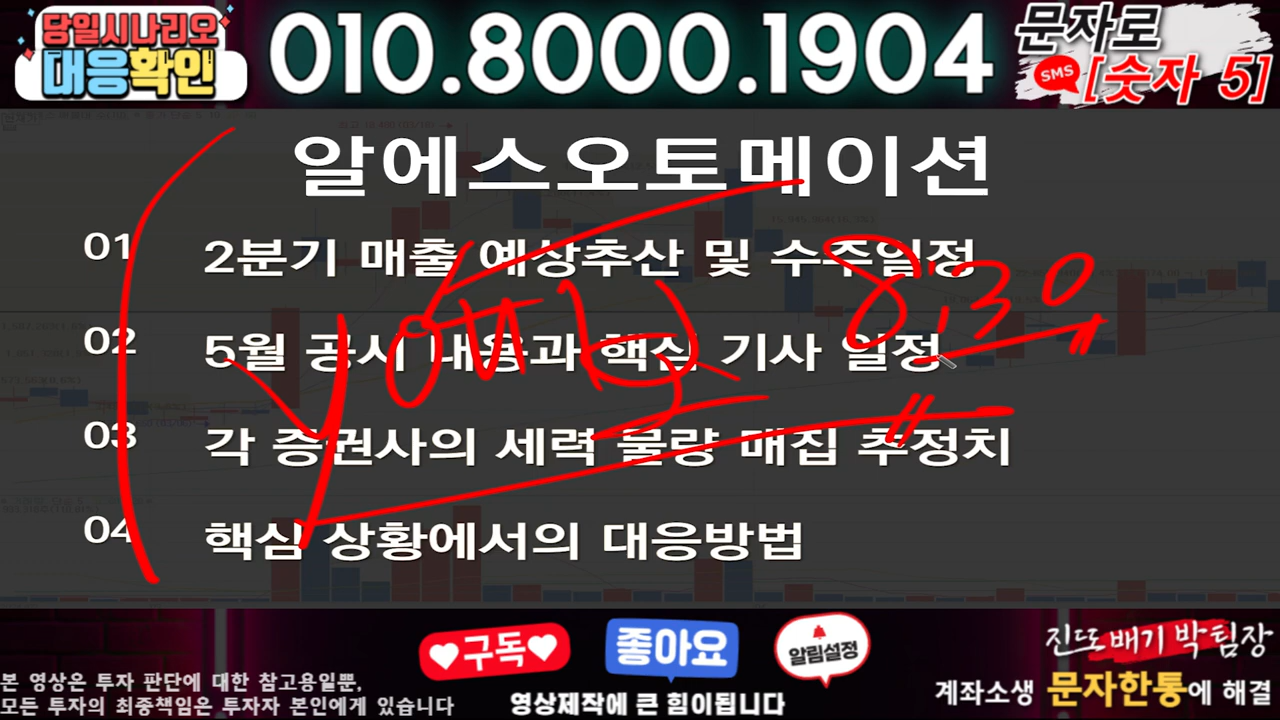 당일시나리오
대응확인
010.8000.1904
문자로
SMS
[숫자 5]
알에스오토메이션
01 2분기 매출 예상추산 및 수주일정
02 5월 공시 내용과 핵심 기사 일정
03 각 증권사의 세력 물량 매집 추정치
04 핵심 상황에서의 대응방법
8:30
구독
좋아요
알림설정
영상제작에 큰 힘이됩니다
본 영상은 투자 판단에 대한 참고용일뿐,
모든 투자의 최종책임은 투자자 본인에게 있습니다
진또배기 박팀장
계좌소생 문자한통에 해결